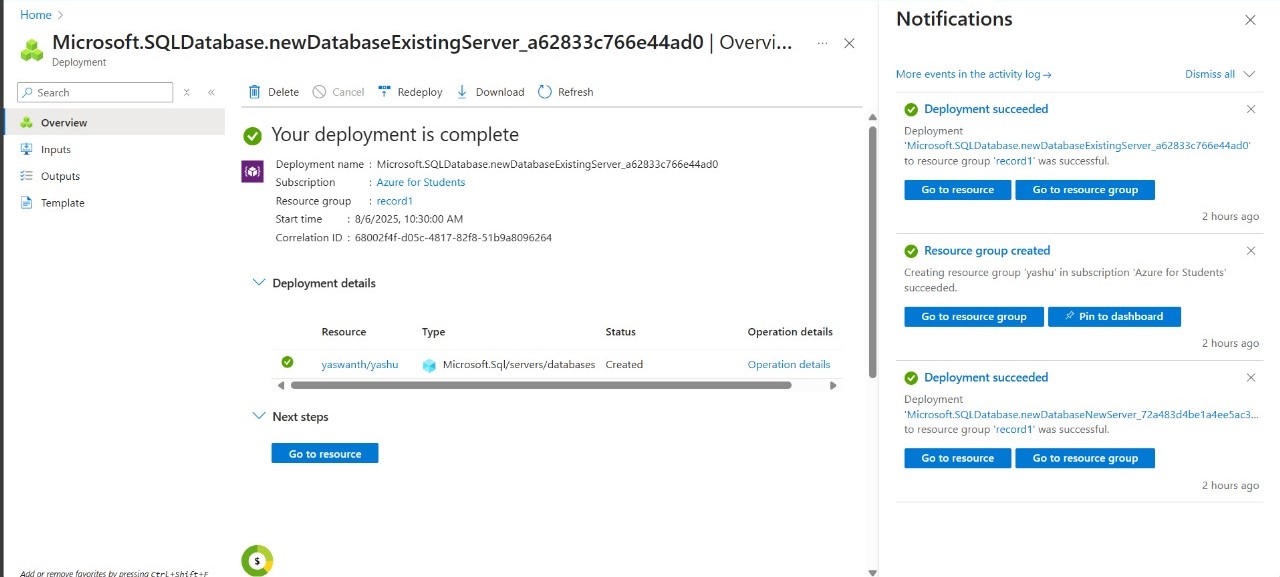 Home
Microsoft.SQLDatabase.newDatabaseExistingServer_a62833c766e44ad0 | Overvi...
Deployment
Search
Overview
Inputs
Outputs
Template
Add or remove favorites by pressing Ctrl+Shift+F
Delete Cancel Redeploy Download Refresh
Your deployment is complete
Deployment name : Microsoft.SQLDatabase.newDatabaseExistingServer_a62833c766e44ad0
Subscription : Azure for Students
Resource group : record1
Start time : 8/6/2025, 10:30:00 AM
Correlation ID : 68002f4f-d05c-4817-82f8-51b9a8096264
Deployment details
Resource Type Status Operation details
yaswanth/yashu Microsoft.Sql/servers/databases Created Operation details
Next steps
Go to resource
$
Notifications
More events in the activity log→ Dismiss all
Deployment succeeded
Deployment
'Microsoft.SQLDatabase.newDatabaseExistingServer_a62833c766e44ad0'
to resource group 'record1' was successful.
Go to resource Go to resource group
2 hours ago
Resource group created
Creating resource group 'yashu' in subscription 'Azure for Students'
succeeded.
Go to resource group Pin to dashboard
2 hours ago
Deployment succeeded
Deployment
'Microsoft.SQLDatabase.newDatabaseNewServer_72a483d4be1a4ee5ac3...
to resource group 'record1' was successful.
Go to resource Go to resource group
2 hours ago